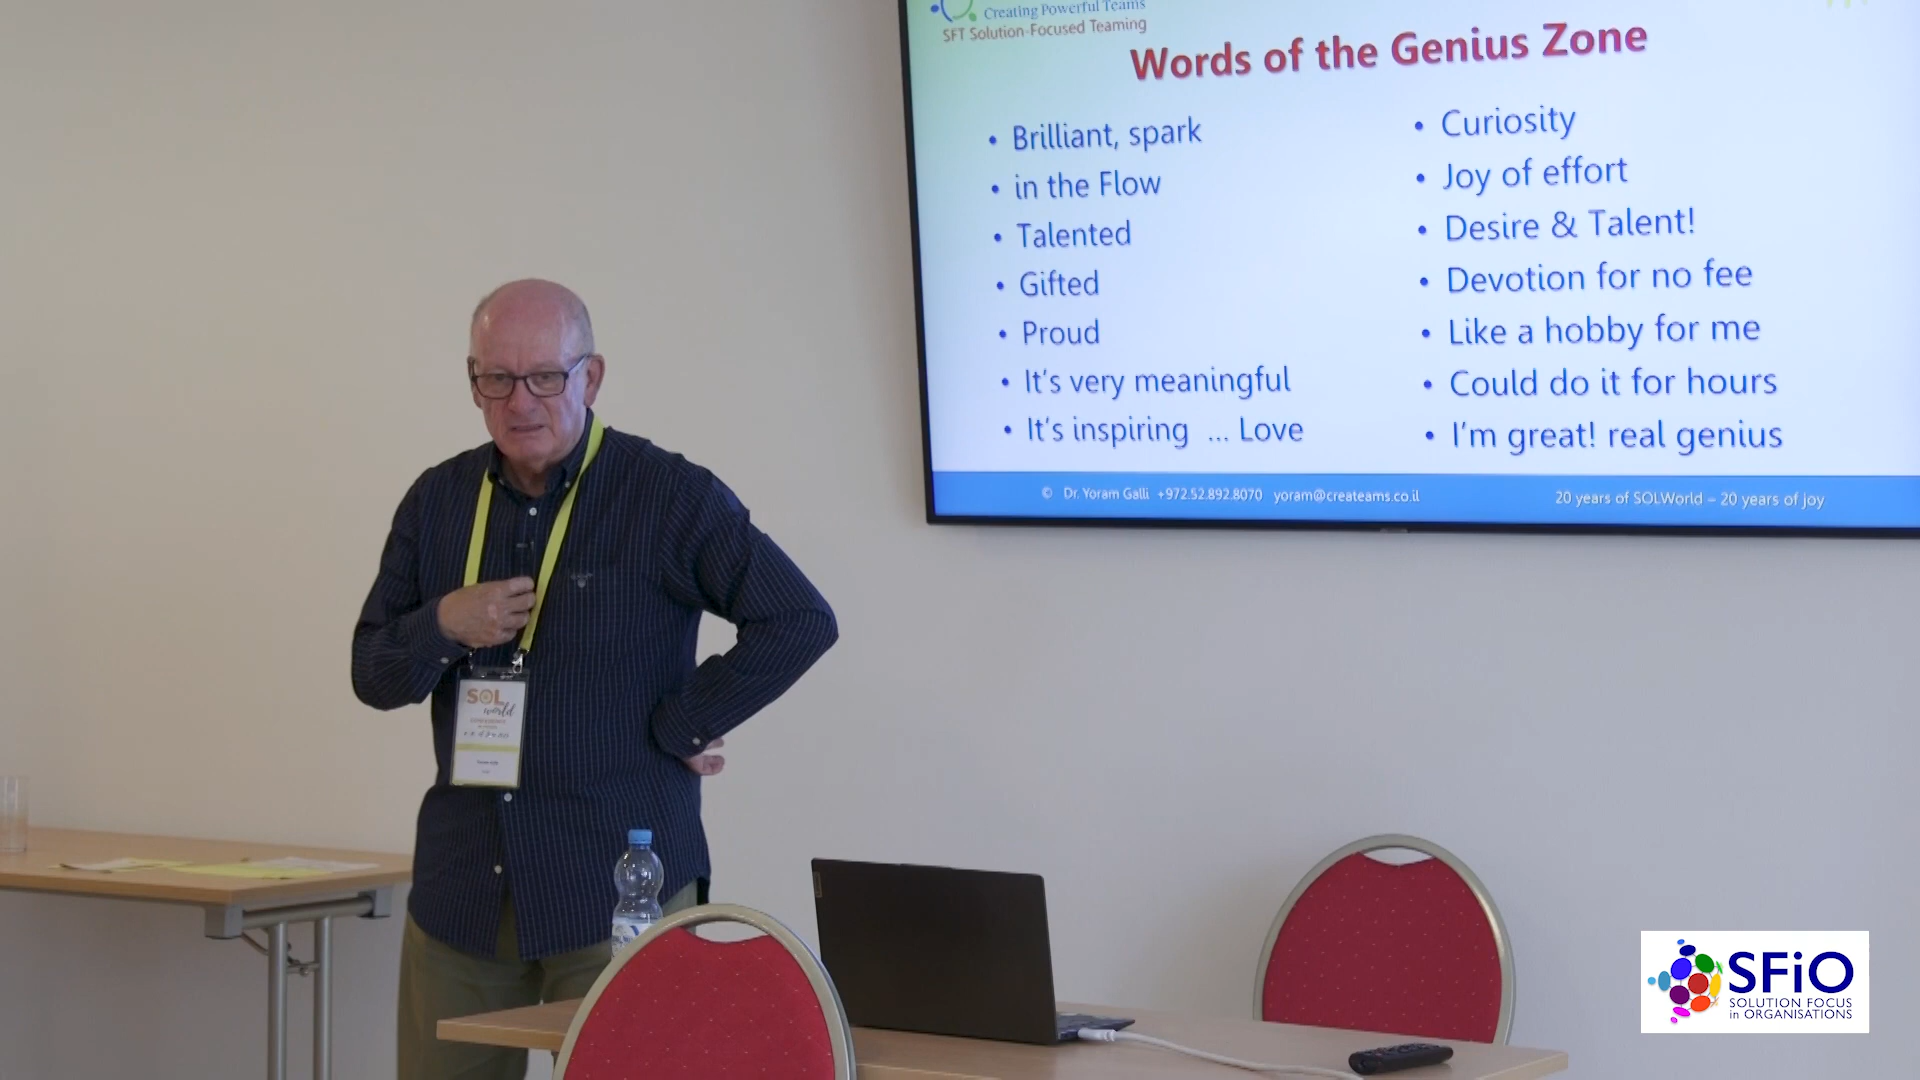 Creating Powerful Teams
SFT Solution-Focused Teaming
Words of the Genius Zone
• Brilliant, spark
• in the Flow
• Talented
• Gifted
• Proud
• It's very meaningful
• It's inspiring ... Love
• Curiosity
• Joy of effort
• Desire & Talent!
• Devotion for no fee
• Like a hobby for me
• Could do it for hours
• I'm great! real genius
© Dr. Yoram Galli +972.52.892.8070 yoram@createams.co.il
20 years of SOLWorld – 20 years of joy
SOL
world
SFiO
SOLUTION FOCUS
in ORGANISATIONS